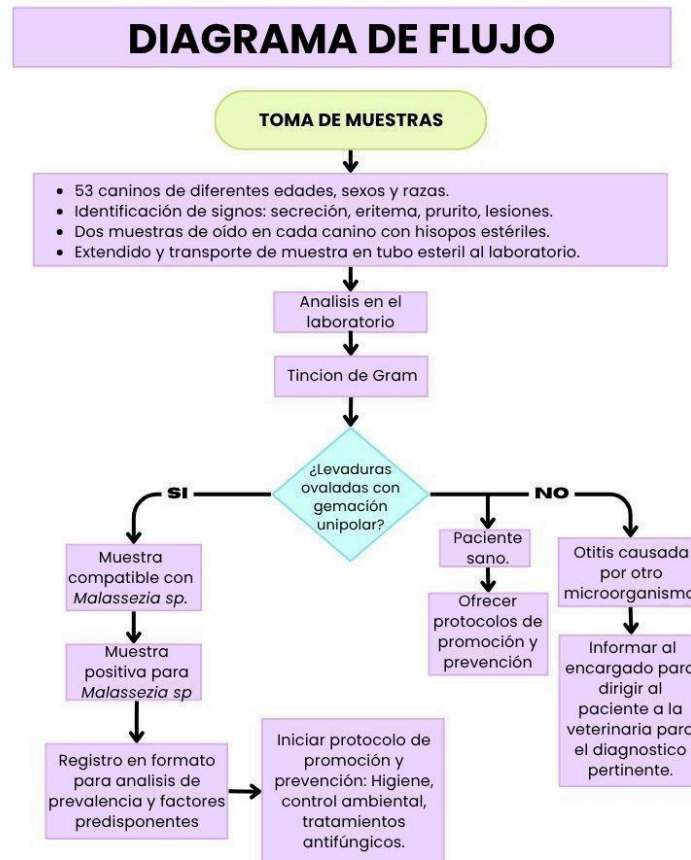 DIAGRAMA DE FLUJO
TOMA DE MUESTRAS
• 53 caninos de diferentes edades, sexos y razas.
• Identificación de signos: secreción, eritema, prurito, lesiones.
• Dos muestras de oído en cada canino con hisopos estériles.
• Extendido y transporte de muestra en tubo esteril al laboratorio.
Analisis en el
laboratorio
Tincion de Gram
¿Levaduras
ovaladas con
gemación
unipolar?
SI
NO
Muestra
compatible con
Malassezia sp.
Muestra
positiva para
Malassezia sp
Registro en formato
para analisis de
prevalencia y factores
predisponentes
Iniciar protocolo de
promoción y
prevención: Higiene,
control ambiental,
tratamientos
antifúngicos.
Paciente
sano.
Ofrecer
protocolos de
promoción y
prevención
Otitis causada
por otro
microorganismo
Informar al
encargado para
dirigir al
paciente a la
veterinaria para
el diagnostico
pertinente.